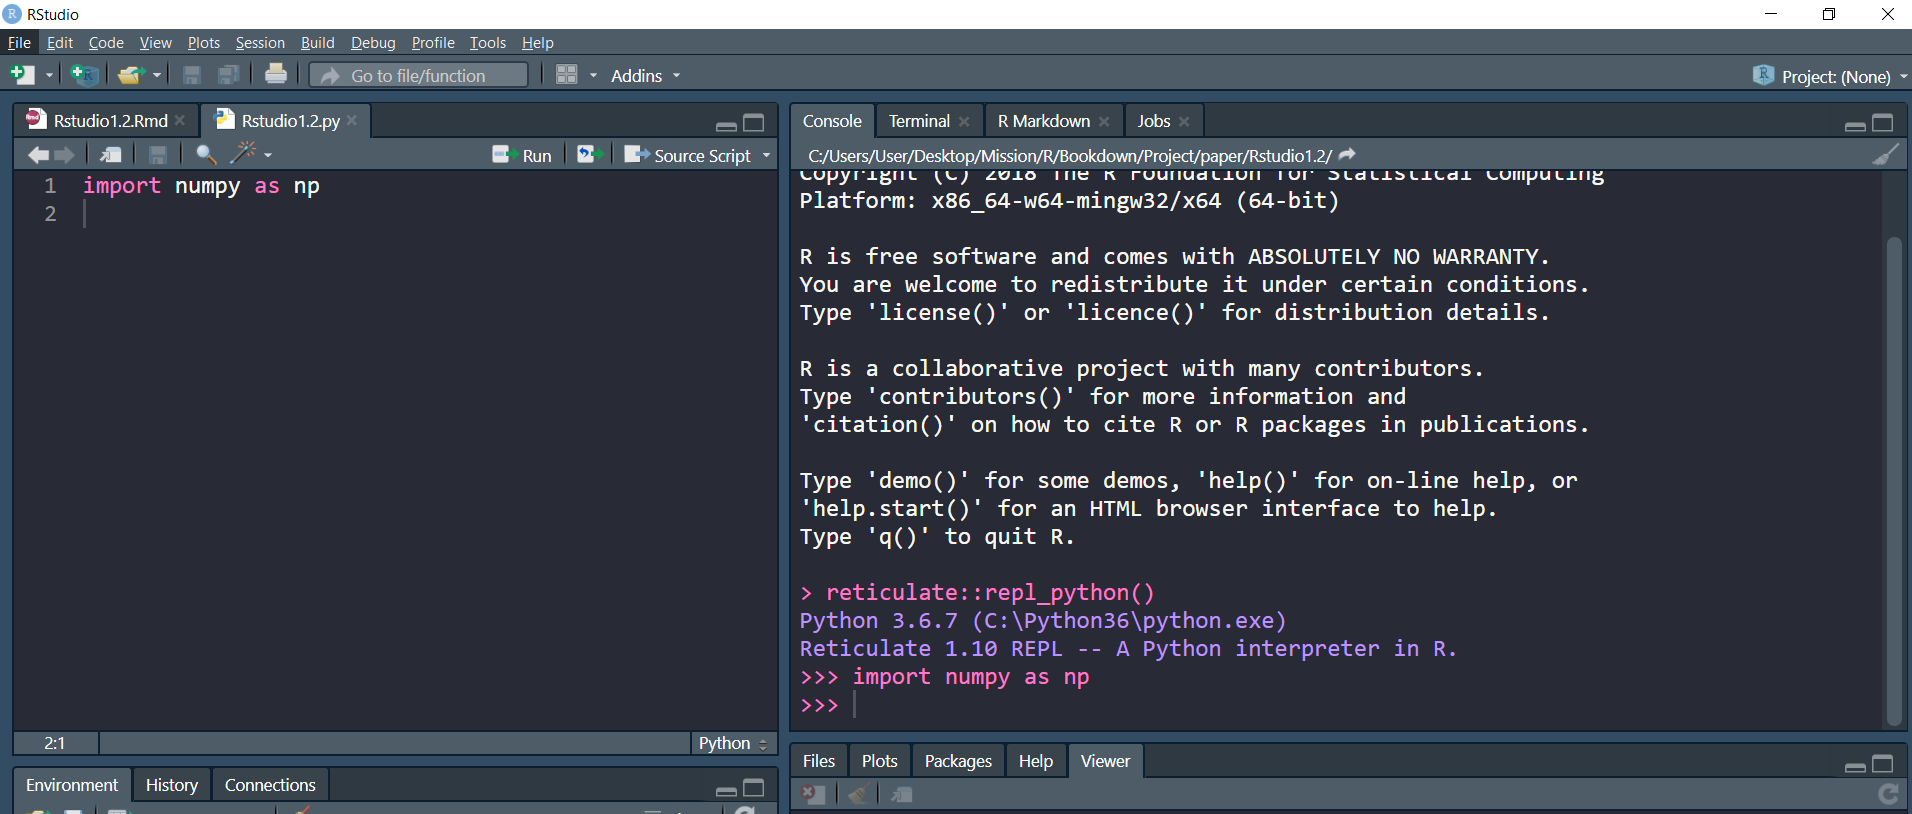 RStudio
File Edit Code View Plots Session Build Debug Profile Tools Help
Go to file/function Addins Project: (None)
Rstudio1.2.Rmd Rstudio1.2.py
Run Source Script
1 import numpy as np
2
2:1 Python
Environment History Connections
Console Terminal R Markdown Jobs
C:/Users/User/Desktop/Mission/R/Bookdown/Project/paper/Rstudio1.2/
Copyright (C) 2018 The R Foundation for Statistical Computing
Platform: x86_64-w64-mingw32/x64 (64-bit)
R is free software and comes with ABSOLUTELY NO WARRANTY.
You are welcome to redistribute it under certain conditions.
Type 'license()' or 'licence()' for distribution details.
R is a collaborative project with many contributors.
Type 'contributors()' for more information and
'citation()' on how to cite R or R packages in publications.
Type 'demo()' for some demos, 'help()' for on-line help, or
'help.start()' for an HTML browser interface to help.
Type 'q()' to quit R.
> reticulate::repl_python()
Python 3.6.7 (C:\Python36\python.exe)
Reticulate 1.10 REPL -- A Python interpreter in R.
>>> import numpy as np
>>>
Files Plots Packages Help Viewer